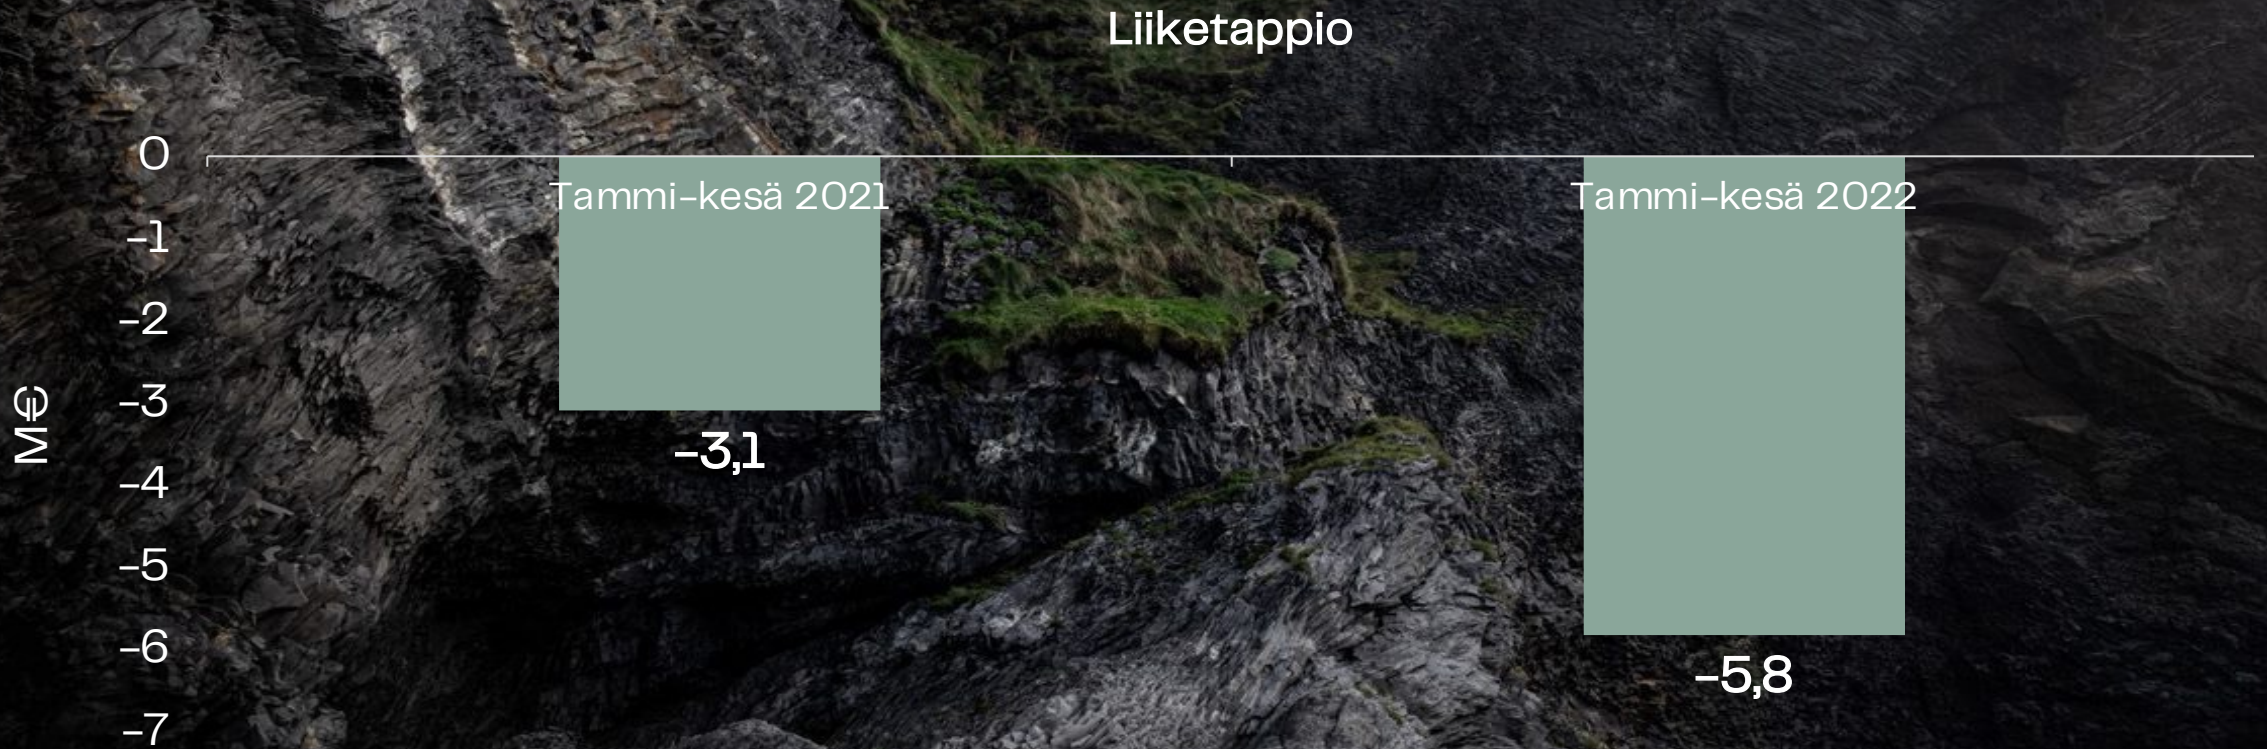 Liiketappio
0
Tammi-kesä 2021
Tammi-kesä 2022
-1
-2
-3
M€
-3,1
-4
-5
-6
-5,8
-7